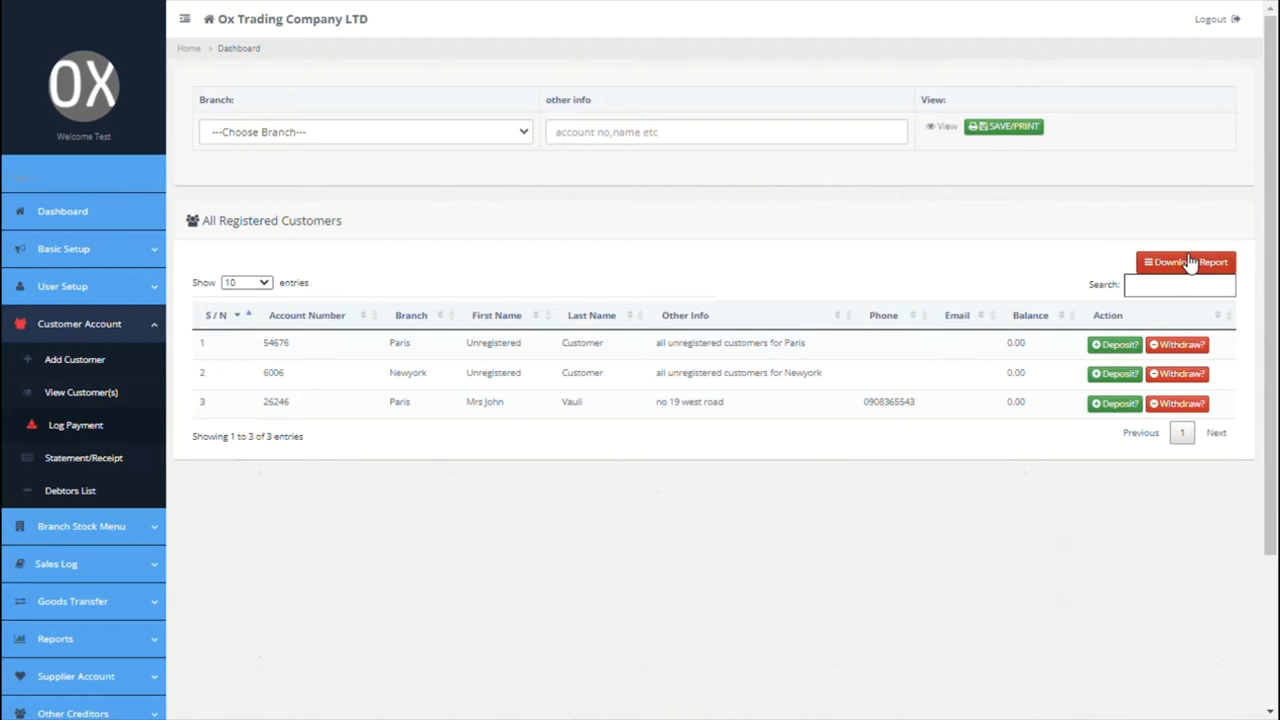 Ox Trading Company LTD
Logout
Home › Dashboard
OX
Welcome Test
Dashboard
Basic Setup
User Setup
Customer Account
Add Customer
View Customer(s)
Log Payment
Statement/Receipt
Debtors List
Branch Stock Menu
Sales Log
Goods Transfer
Reports
Supplier Account
Other Creditors
Branch: other info View:
---Choose Branch--- account no,name etc View SAVE/PRINT
All Registered Customers
Report
Show 10 entries Search:
S / N Account Number Branch First Name Last Name Other Info Phone Email Balance Action
1 54676 Paris Unregistered Customer all unregistered customers for Paris 0.00 Deposit? Withdraw?
2 6006 Newyork Unregistered Customer all unregistered customers for Newyork 0.00 Deposit? Withdraw?
3 26246 Paris Mrs John Vauli no 19 west road 0908365543 0.00 Deposit? Withdraw?
Showing 1 to 3 of 3 entries Previous 1 Next